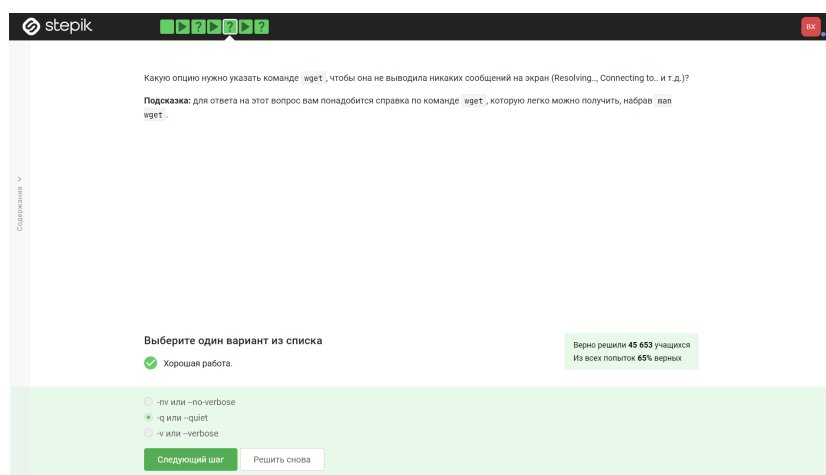 stepik
ВХ
Какую опцию нужно указать команде wget, чтобы она не выводила никаких сообщений на экран (Resolving.., Connecting to.. и т.д.)?
Подсказка: для ответа на этот вопрос вам понадобится справка по команде wget, которую легко можно получить, набрав man
wget.
Содержание
Выберите один вариант из списка
Хорошая работа.
Верно решили 45 653 учащихся
Из всех попыток 65% верных
-nv или --no-verbose
-q или --quiet
-v или --verbose
Следующий шаг
Решить снова